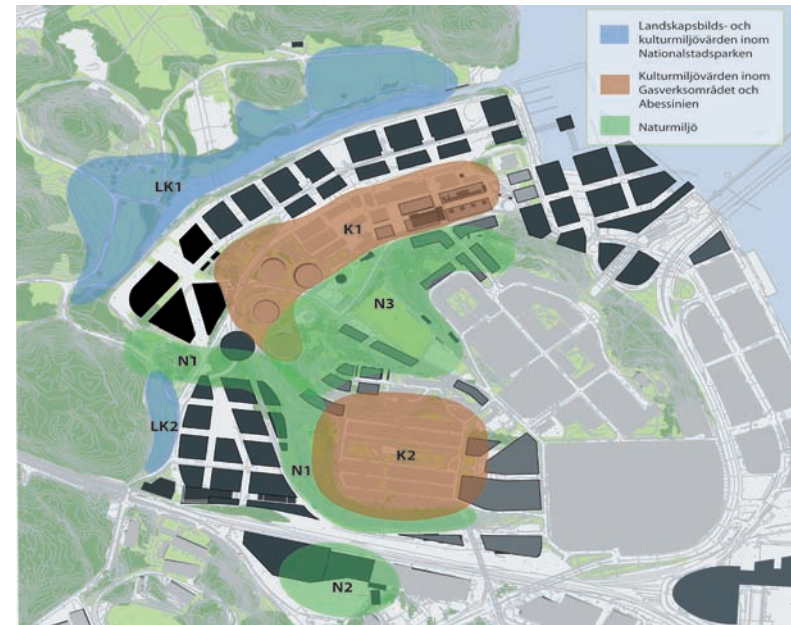 Landskapsbilds- och
kulturmiljövärden inom
Nationalstadsparken
Kulturmiljövärden inom
Gasverksområdet och
Abessinien
Naturmiljö
LK1
K1
N3
N1
LK2
K2
N1
N2